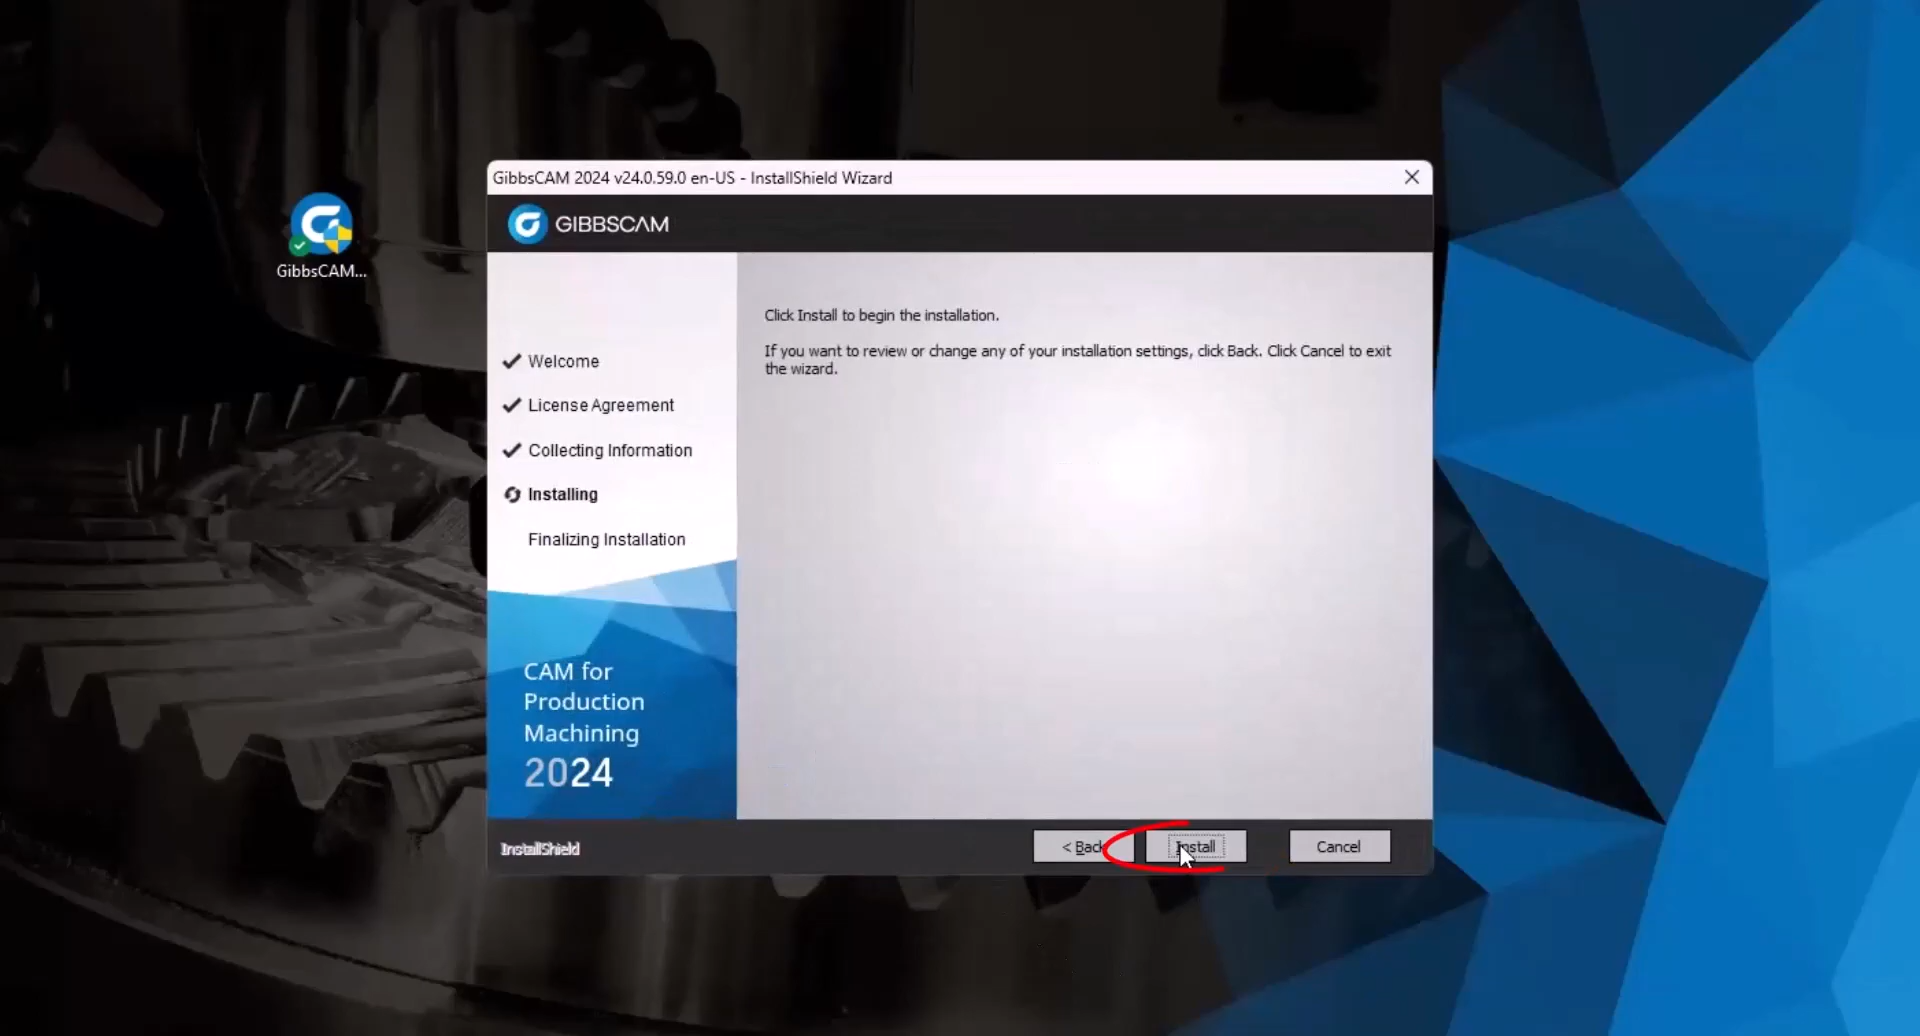 GibbsCAM 2024 v24.0.59.0 en-US - InstallShield Wizard
GIBBSCAM
GibbsCAM...
Click Install to begin the installation.
If you want to review or change any of your installation settings, click Back. Click Cancel to exit
the wizard.
Welcome
License Agreement
Collecting Information
Installing
Finalizing Installation
CAM for
Production
Machining
2024
InstallShield
< Back
Install
Cancel